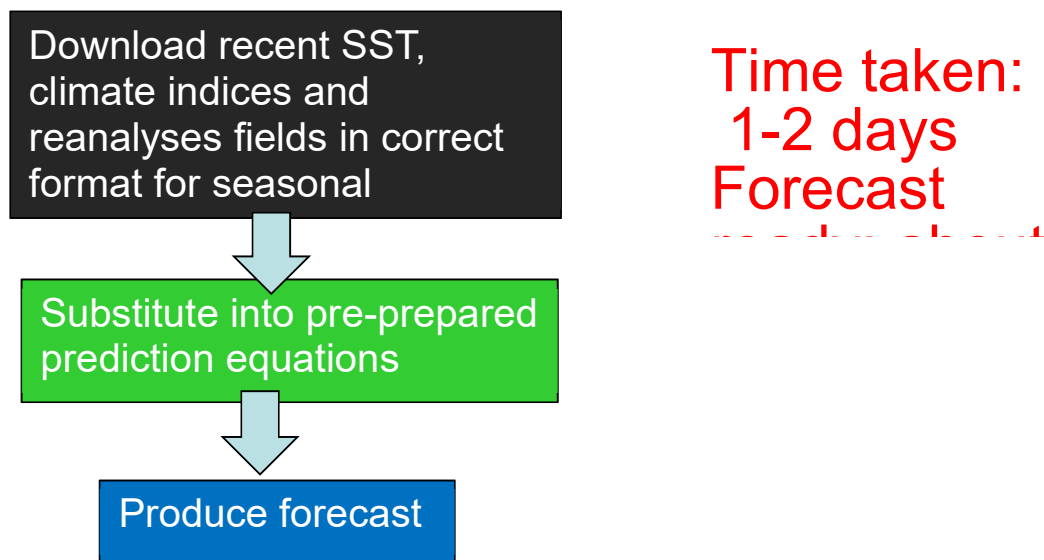 Download recent SST,
climate indices and
reanalyses fields in correct
format for seasonal
Time taken:
1-2 days
Forecast
Substitute into pre-prepared
prediction equations
Produce forecast